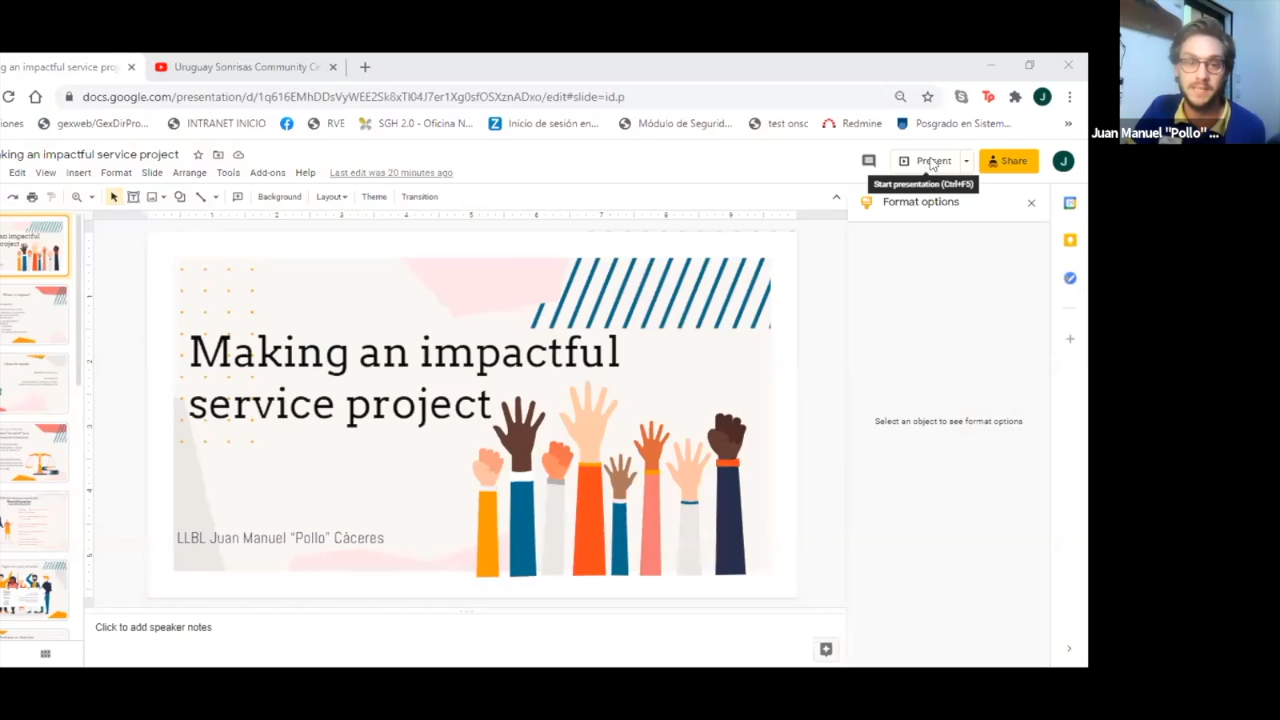 ng an impactful service proj
Uruguay Sonrisas Community Ce
docs.google.com/presentation/d/1q616EMhDDsVyWEE2Sk8xTI04J7er1Xg0sfOSXznADxo/edit#slide=id.p
iones
gexweb/GexDirPro...
INTRANET INICIO
RVE
SGH 2.0 - Oficina N...
Inicio de sesión en...
Módulo de Segurid...
test onsc
Redmine
Posgrado en Sistem...
Juan Manuel "Pollo" ...
aking an impactful service project
Present
Share
J
File
Edit View Insert Format Slide Arrange Tools Add-ons Help Last edit was 20 minutes ago
Start presentation (Ctrl+F5)
Background Layout Theme Transition
Format options
Making an impactful
service project
LLBL Juan Manuel “Pollo” Cáceres
Select an object to see format options
Click to add speaker notes